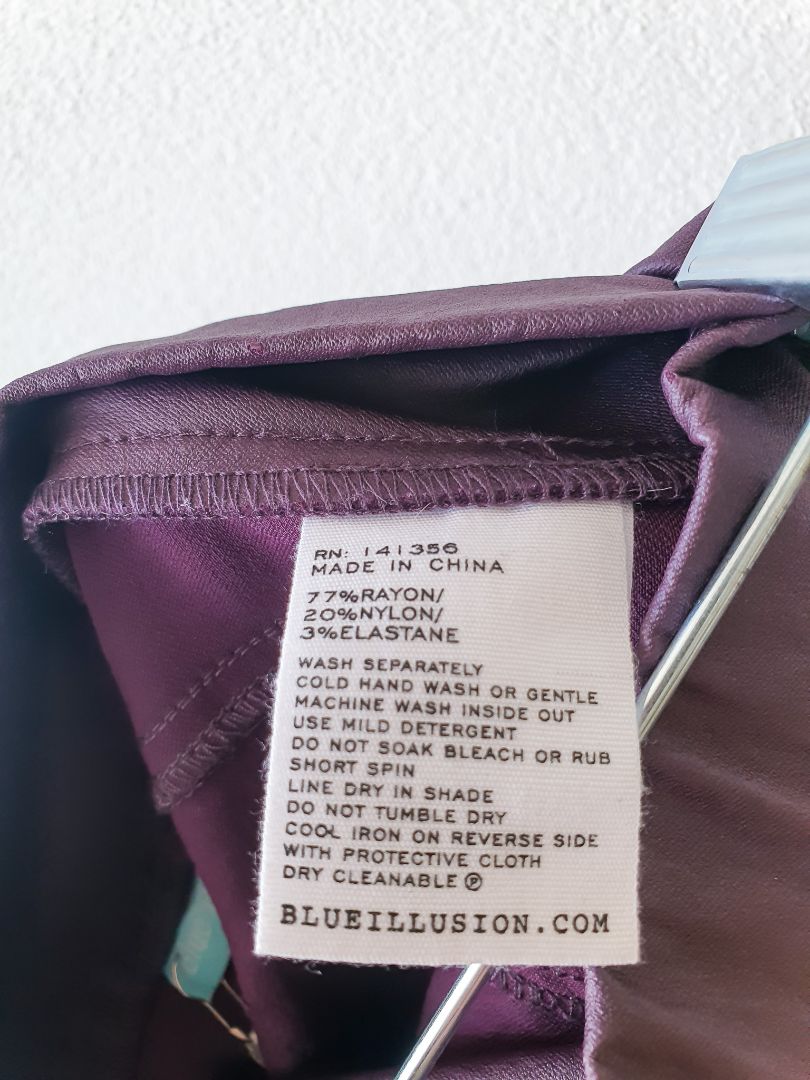 RN: 141356
MADE IN CHINA
77%RAYON/
20%NYLON/
3%ELASTANE
WASH SEPARATELY
COLD HAND WASH OR GENTLE
MACHINE WASH INSIDE OUT
USE MILD DETERGENT
DO NOT SOAK BLEACH OR RUB
SHORT SPIN
LINE DRY IN SHADE
DO NOT TUMBLE DRY
COOL IRON ON REVERSE SIDE
WITH PROTECTIVE CLOTH
DRY CLEANABLE Ⓟ
BLUEILLUSION.COM